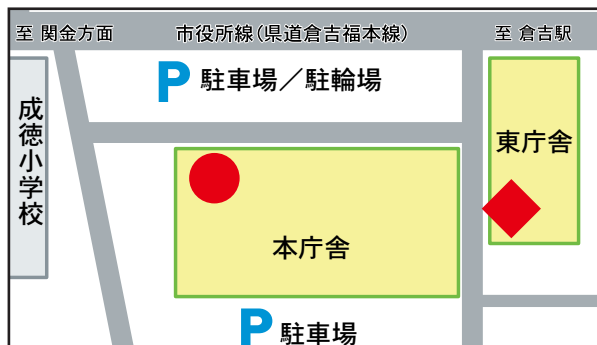 至 関金方面
市役所線(県道倉吉福本線)
至 倉吉駅
P 駐車場／駐輪場
成徳小学校
東庁舎
本庁舎
P 駐車場